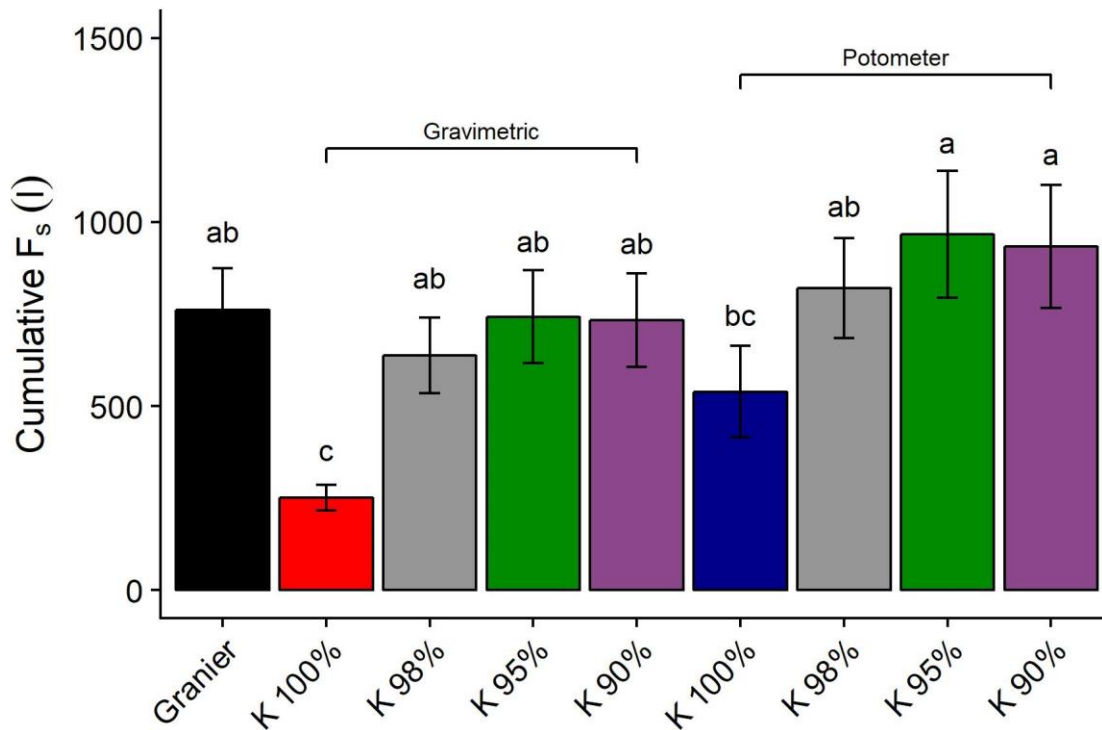 1500
Potometer
Gravimetric
a
a
ab
ab
ab
ab
ab
1000
bc
c
500
0
Cumulative Fs (l)
Granier
K 100%
K 98%
K 95%
K 90%
K 100%
K 98%
K 95%
K 90%